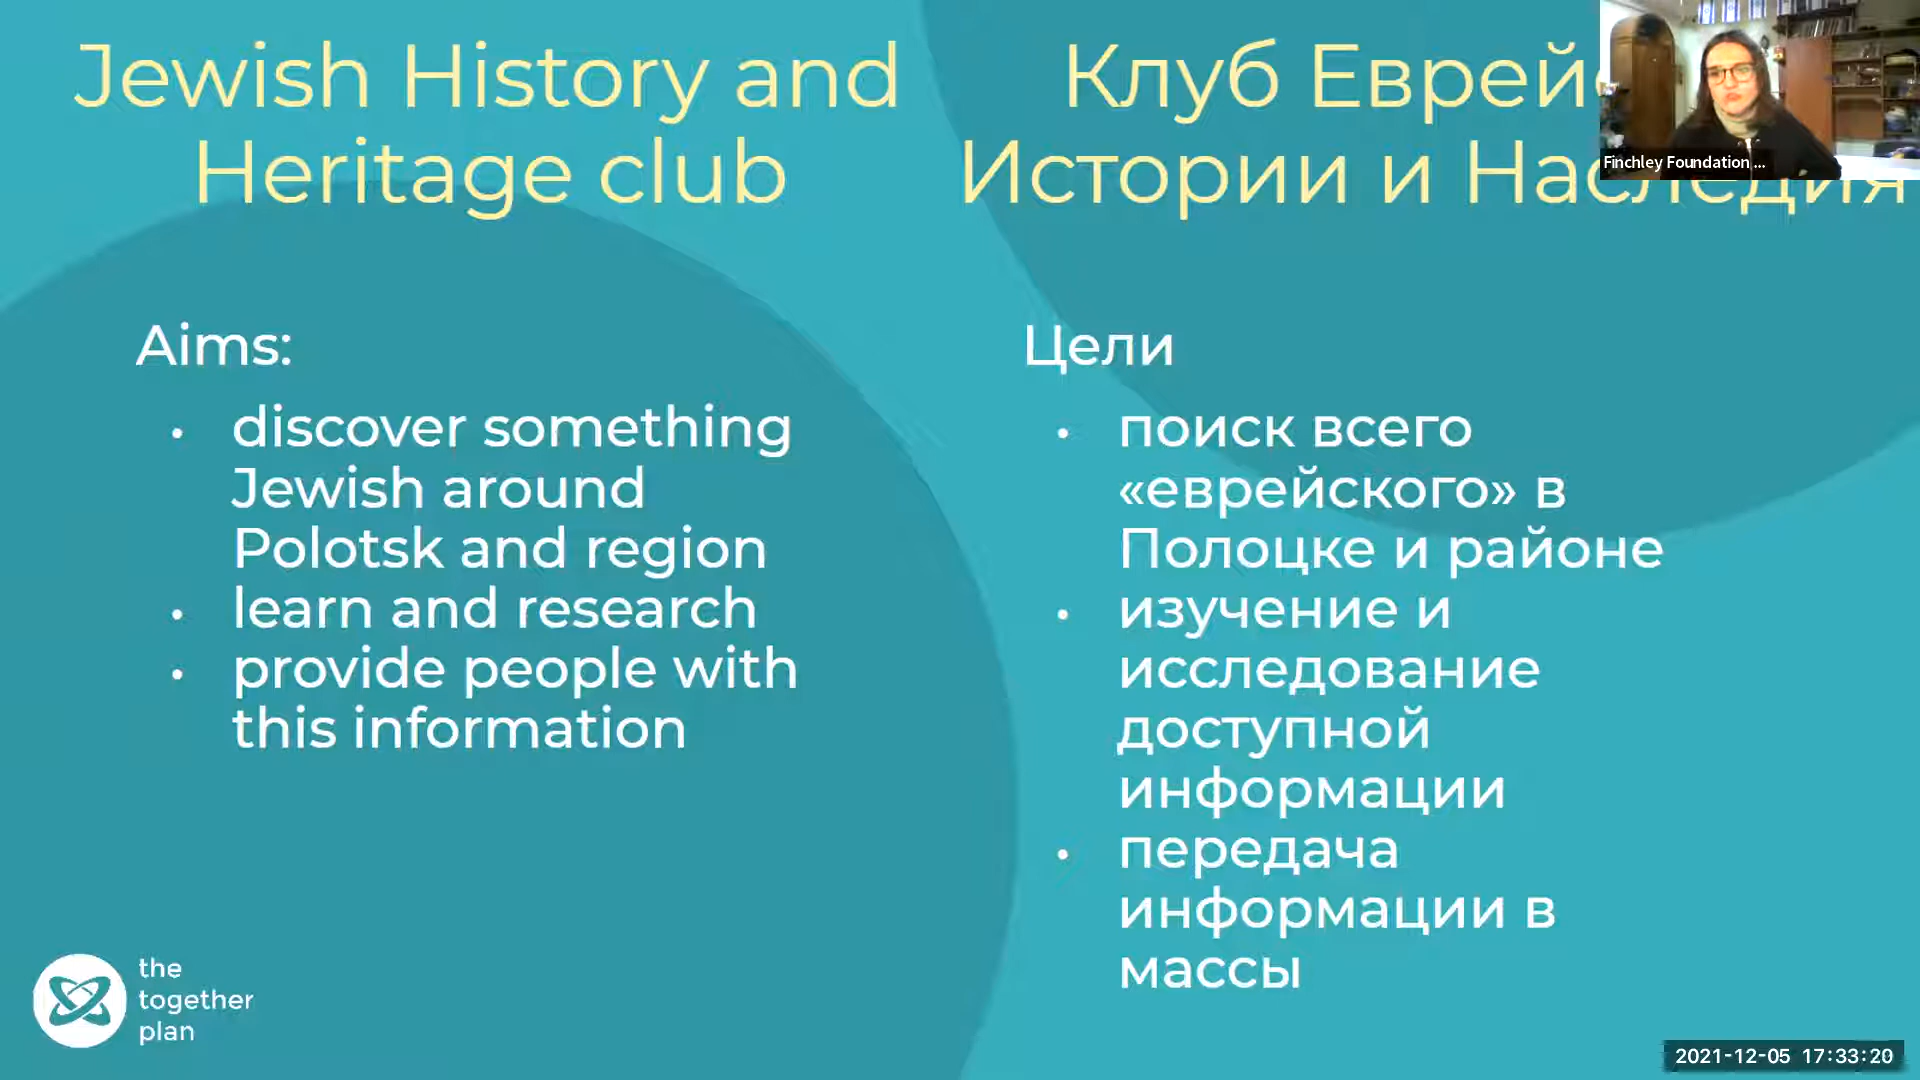 Jewish History and
Heritage club
Aims:
• discover something
Jewish around
Polotsk and region
• learn and research
• provide people with
this information
Клуб
Истории и Наследия
Цели
• поиск всего
«еврейского» в
Полоцке и районе
• изучение и
исследование
доступной
информации
• передача
информации в
массы
Finchley Foundation ...
the
together
plan
2021-12-05 17:33:20